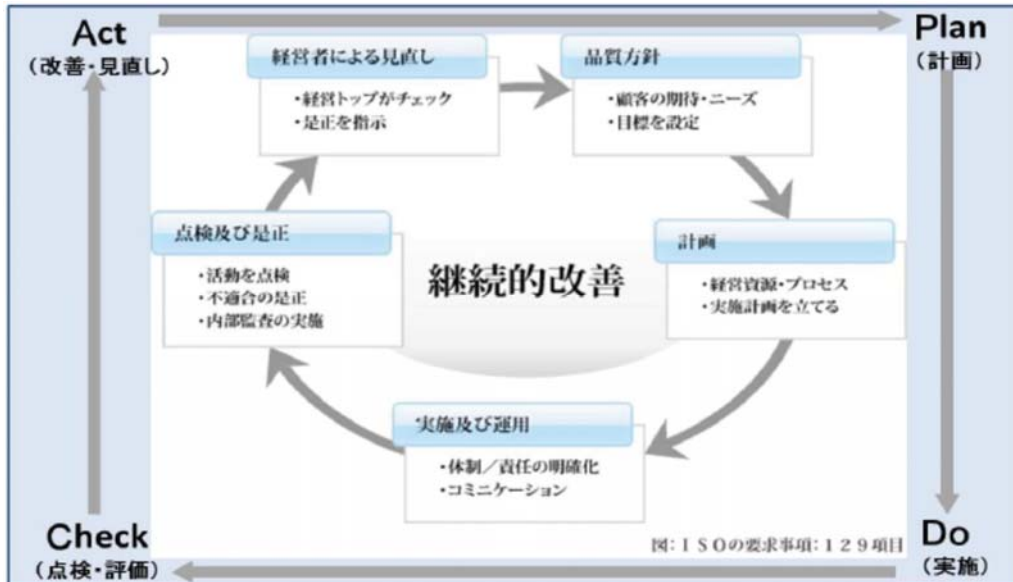 Act
(改善・見直し)
Plan
(計画)
経営者による見直し
・経営トップがチェック
・是正を指示
品質方針
・顧客の期待・ニーズ
・目標を設定
点検及び是正
・活動を点検
・不適合の是正
・内部監査の実施
継続的改善
計画
・経営資源・プロセス
・実施計画を立てる
実施及び運用
・体制／責任の明確化
・コミニケーション
図:ＩＳＯの要求事項:１２９項目
Check
(点検・評価)
Do
(実施)